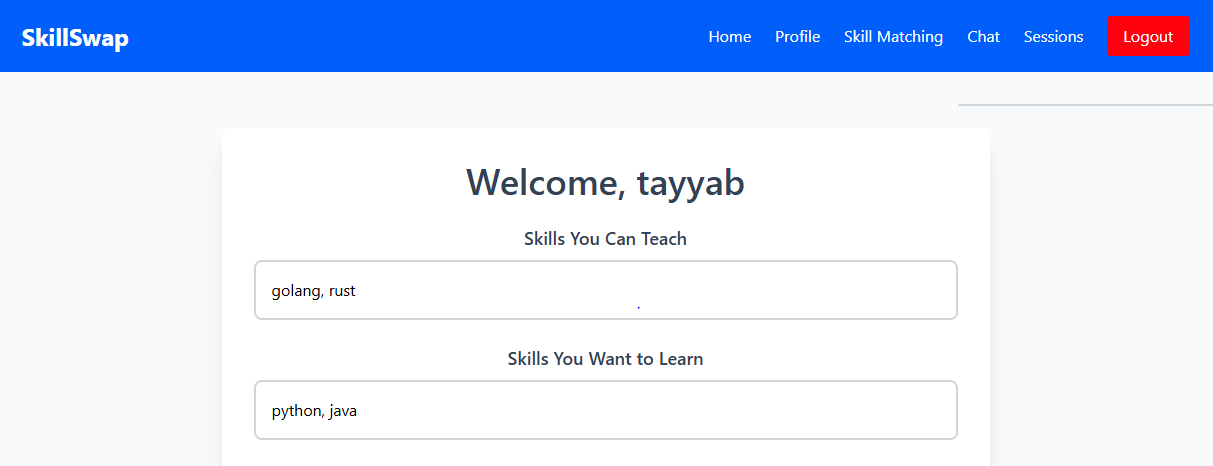 SkillSwap
Home Profile Skill Matching Chat Sessions Logout
Welcome, tayyab
Skills You Can Teach
golang, rust
Skills You Want to Learn
python, java